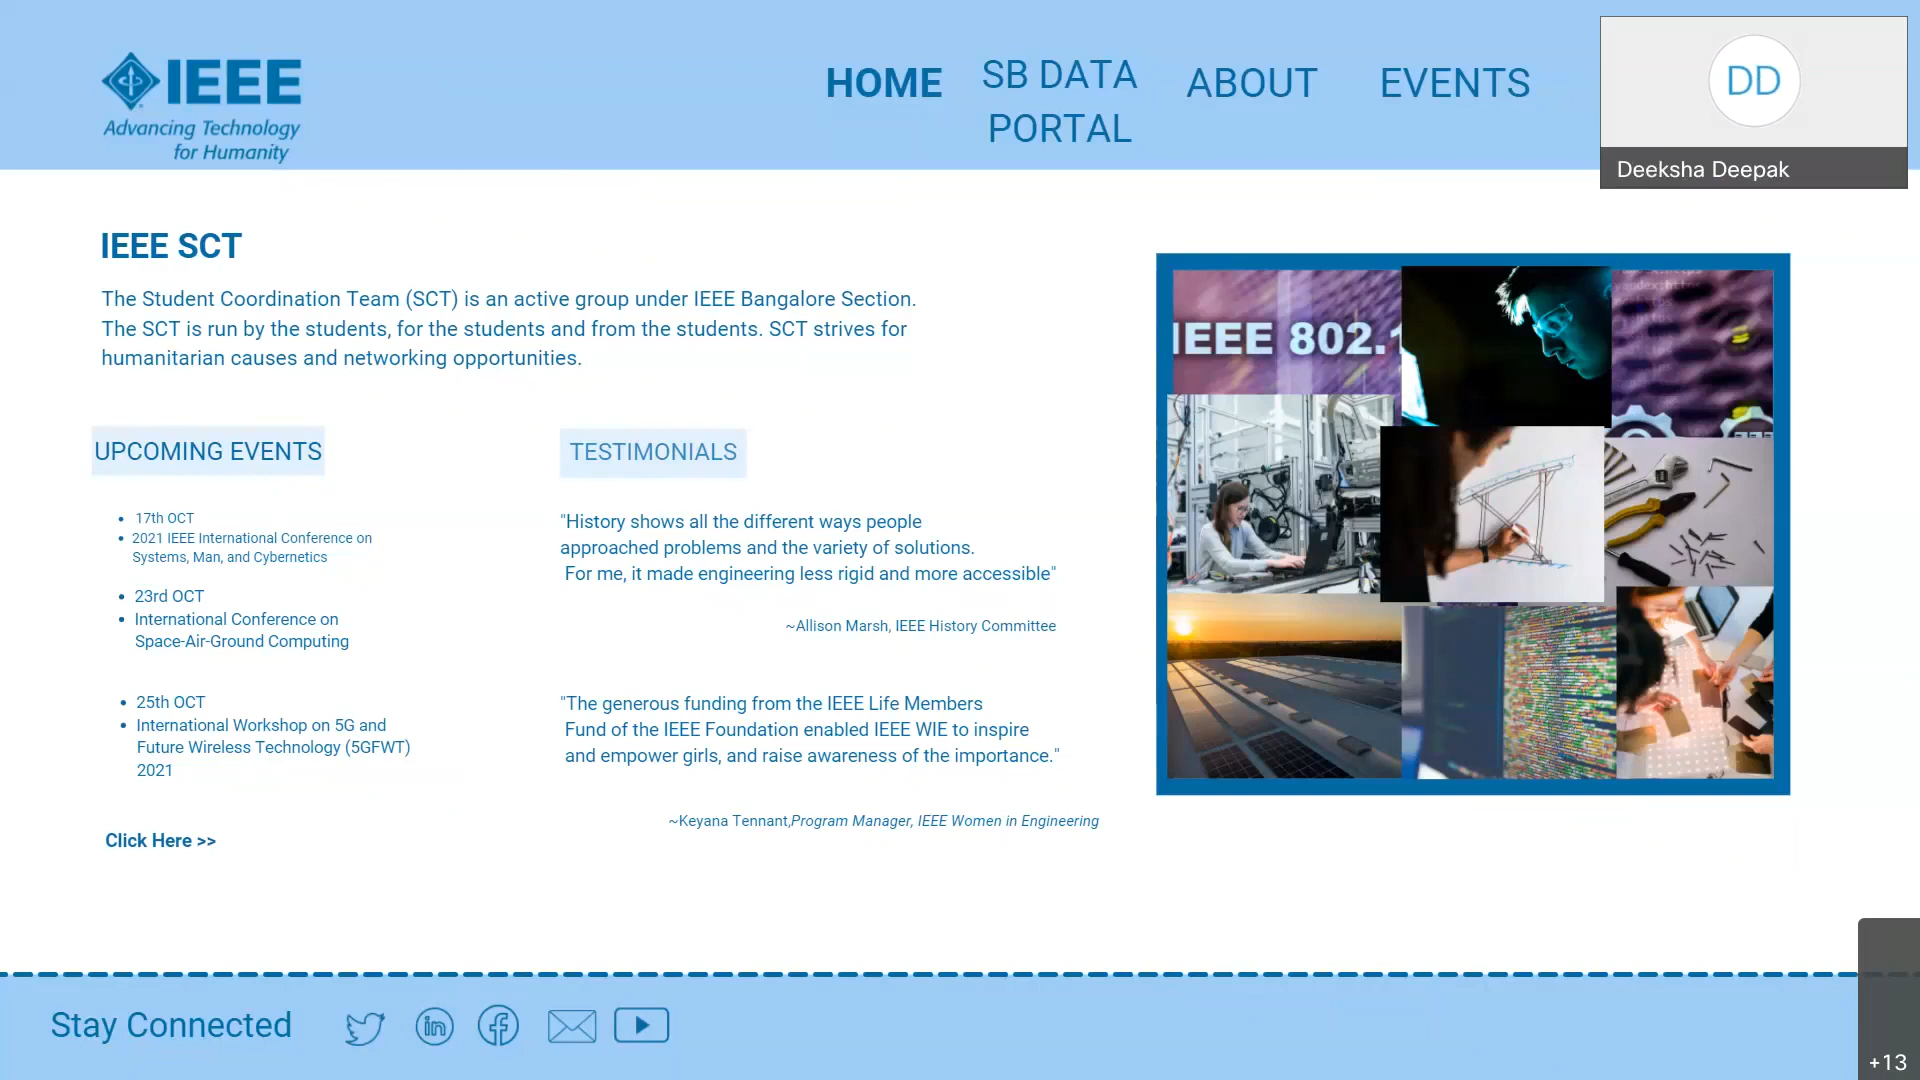 IEEE
Advancing Technology
for Humanity
HOME
SB DATA
PORTAL
ABOUT
EVENTS
DD
Deeksha Deepak
IEEE SCT
The Student Coordination Team (SCT) is an active group under IEEE Bangalore Section.
The SCT is run by the students, for the students and from the students. SCT strives for
humanitarian causes and networking opportunities.
UPCOMING EVENTS
• 17th OCT
• 2021 IEEE International Conference on
Systems, Man, and Cybernetics
• 23rd OCT
• International Conference on
Space-Air-Ground Computing
• 25th OCT
• International Workshop on 5G and
Future Wireless Technology (5GFWT)
2021
Click Here >>
TESTIMONIALS
"History shows all the different ways people
approached problems and the variety of solutions.
For me, it made engineering less rigid and more accessible"
~Allison Marsh, IEEE History Committee
"The generous funding from the IEEE Life Members
Fund of the IEEE Foundation enabled IEEE WIE to inspire
and empower girls, and raise awareness of the importance."
~Keyana Tennant,Program Manager, IEEE Women in Engineering
IEEE 802.1
Stay Connected
in
+13